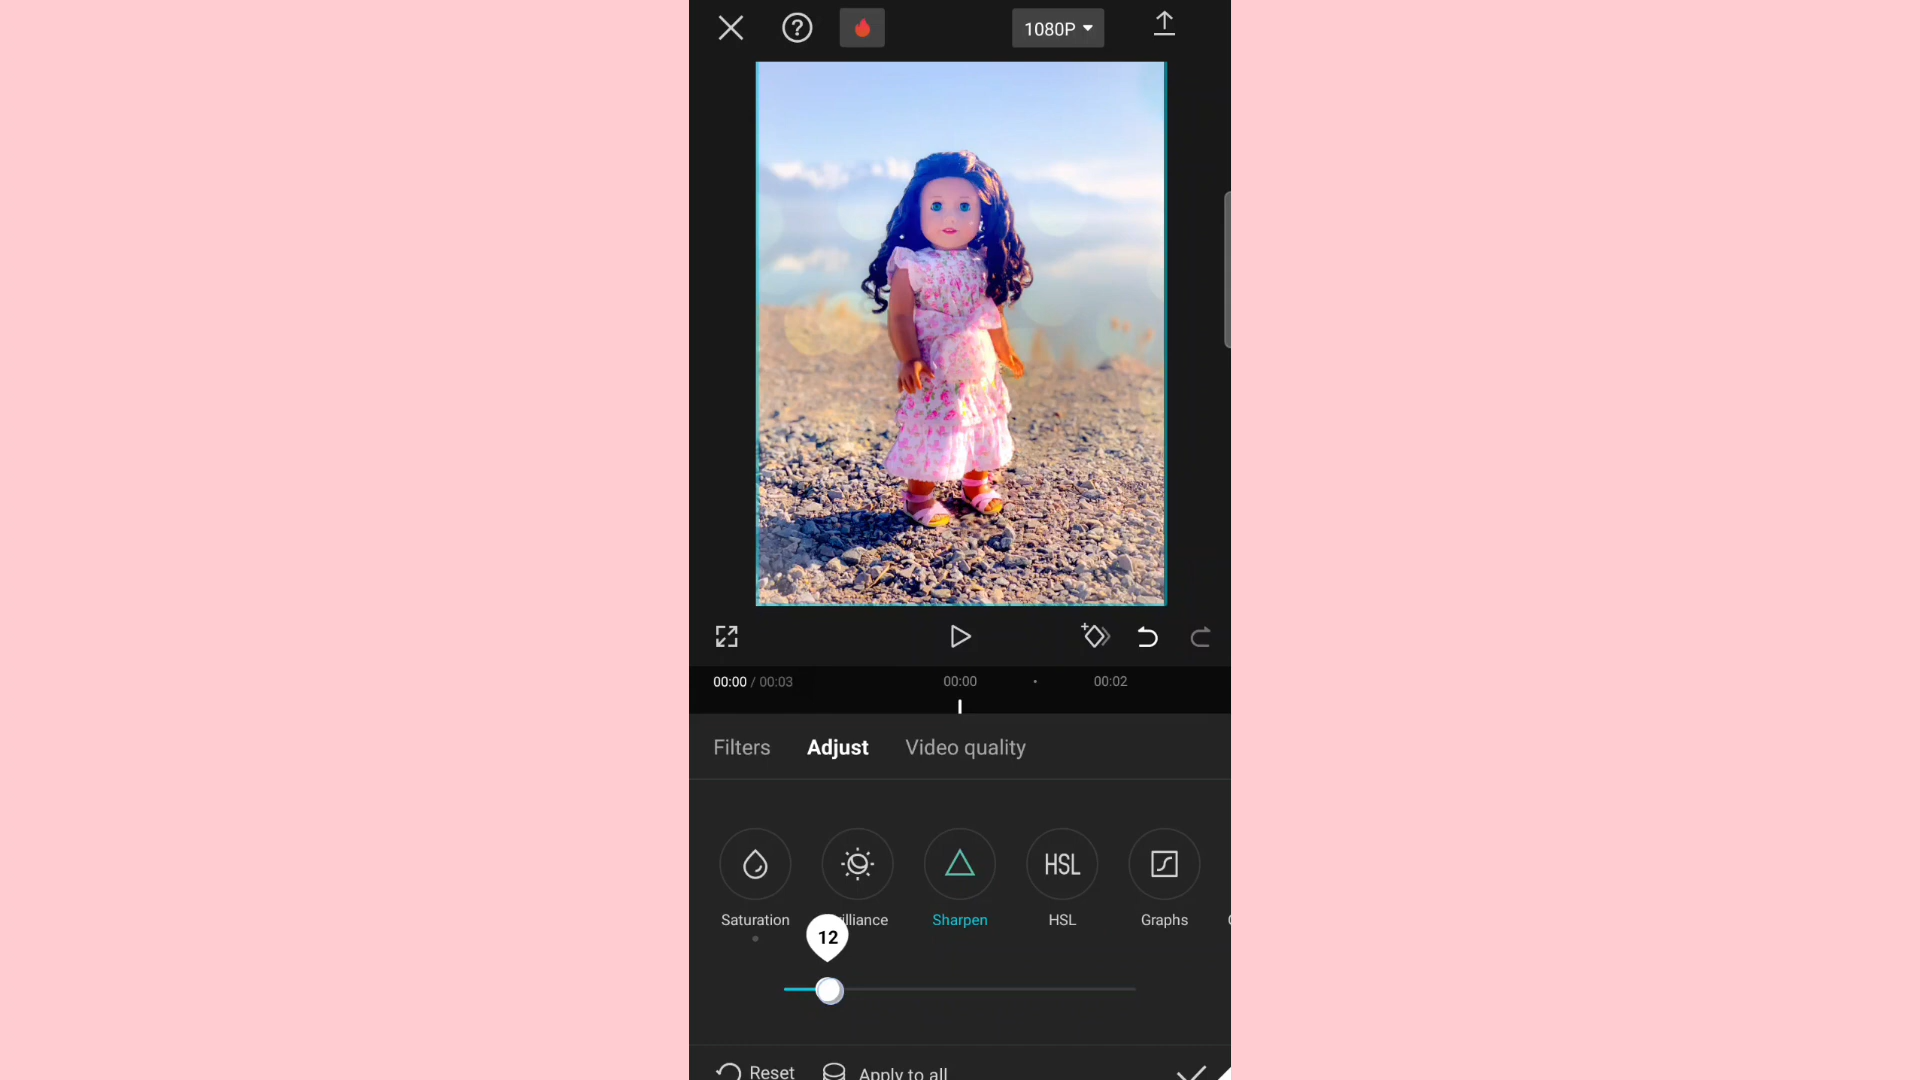 1080P
00:00 / 00:03
00:00
00:02
Filters
Adjust
Video quality
HSL
Saturation
Sharpen
HSL
Graphs
12
Reset
Apply to all